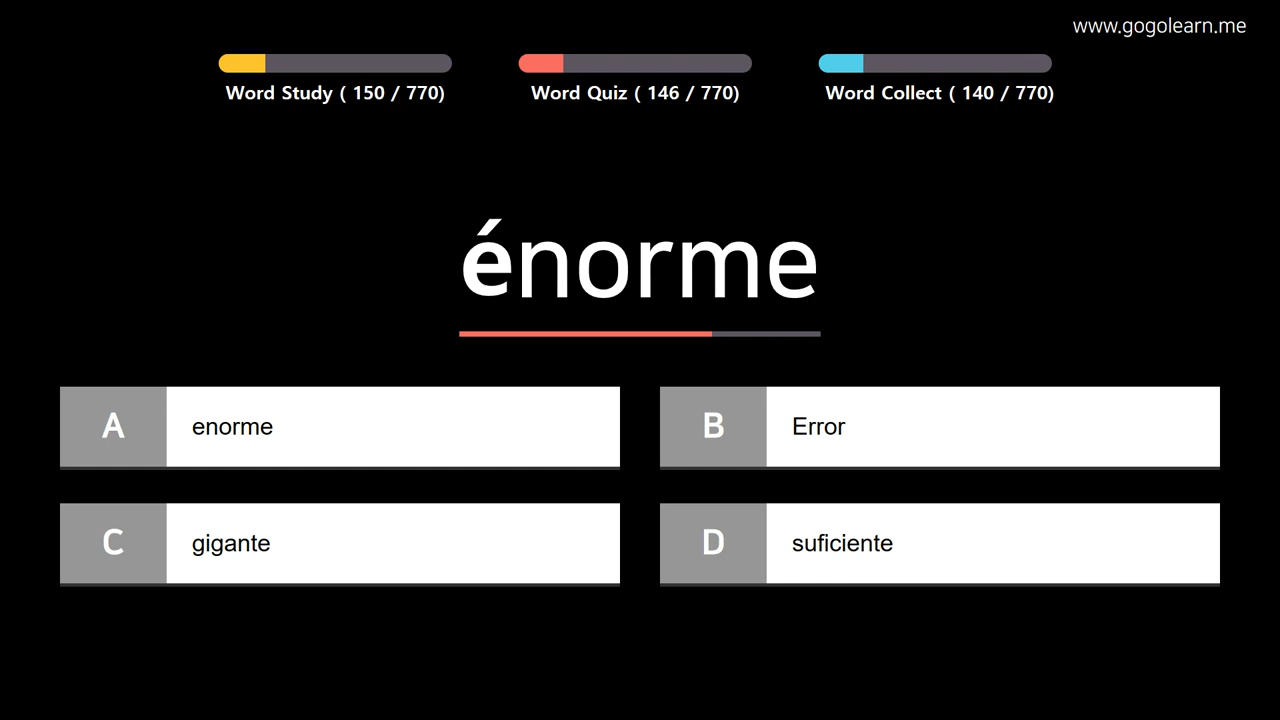 www.gogolearn.me
Word Study ( 150 / 770)
Word Quiz ( 146 / 770)
Word Collect ( 140 / 770)
énorme
A enorme
B Error
C gigante
D suficiente